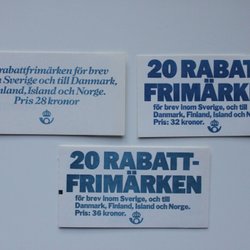 rabattfrimärken för brev
Sverige och till Danmark,
Finland, Island och Norge.
Pris 28 kronor
20 RABATT-
FRIMÄRKEN
för brev inom Sverige, och till
Danmark, Finland, Island och Norge.
Pris: 32 kronor.
20 RABATT-
FRIMÄRKEN
för brev inom Sverige, och till
Danmark, Finland, Island och Norge.
Pris: 36 kronor.